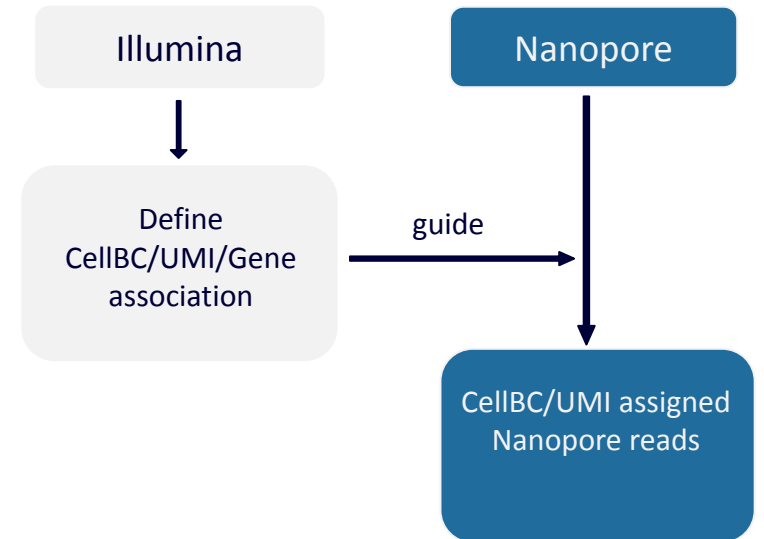 Illumina
Nanopore
Define
CellBC/UMI/Gene
association
guide
CellBC/UMI assigned
Nanopore reads